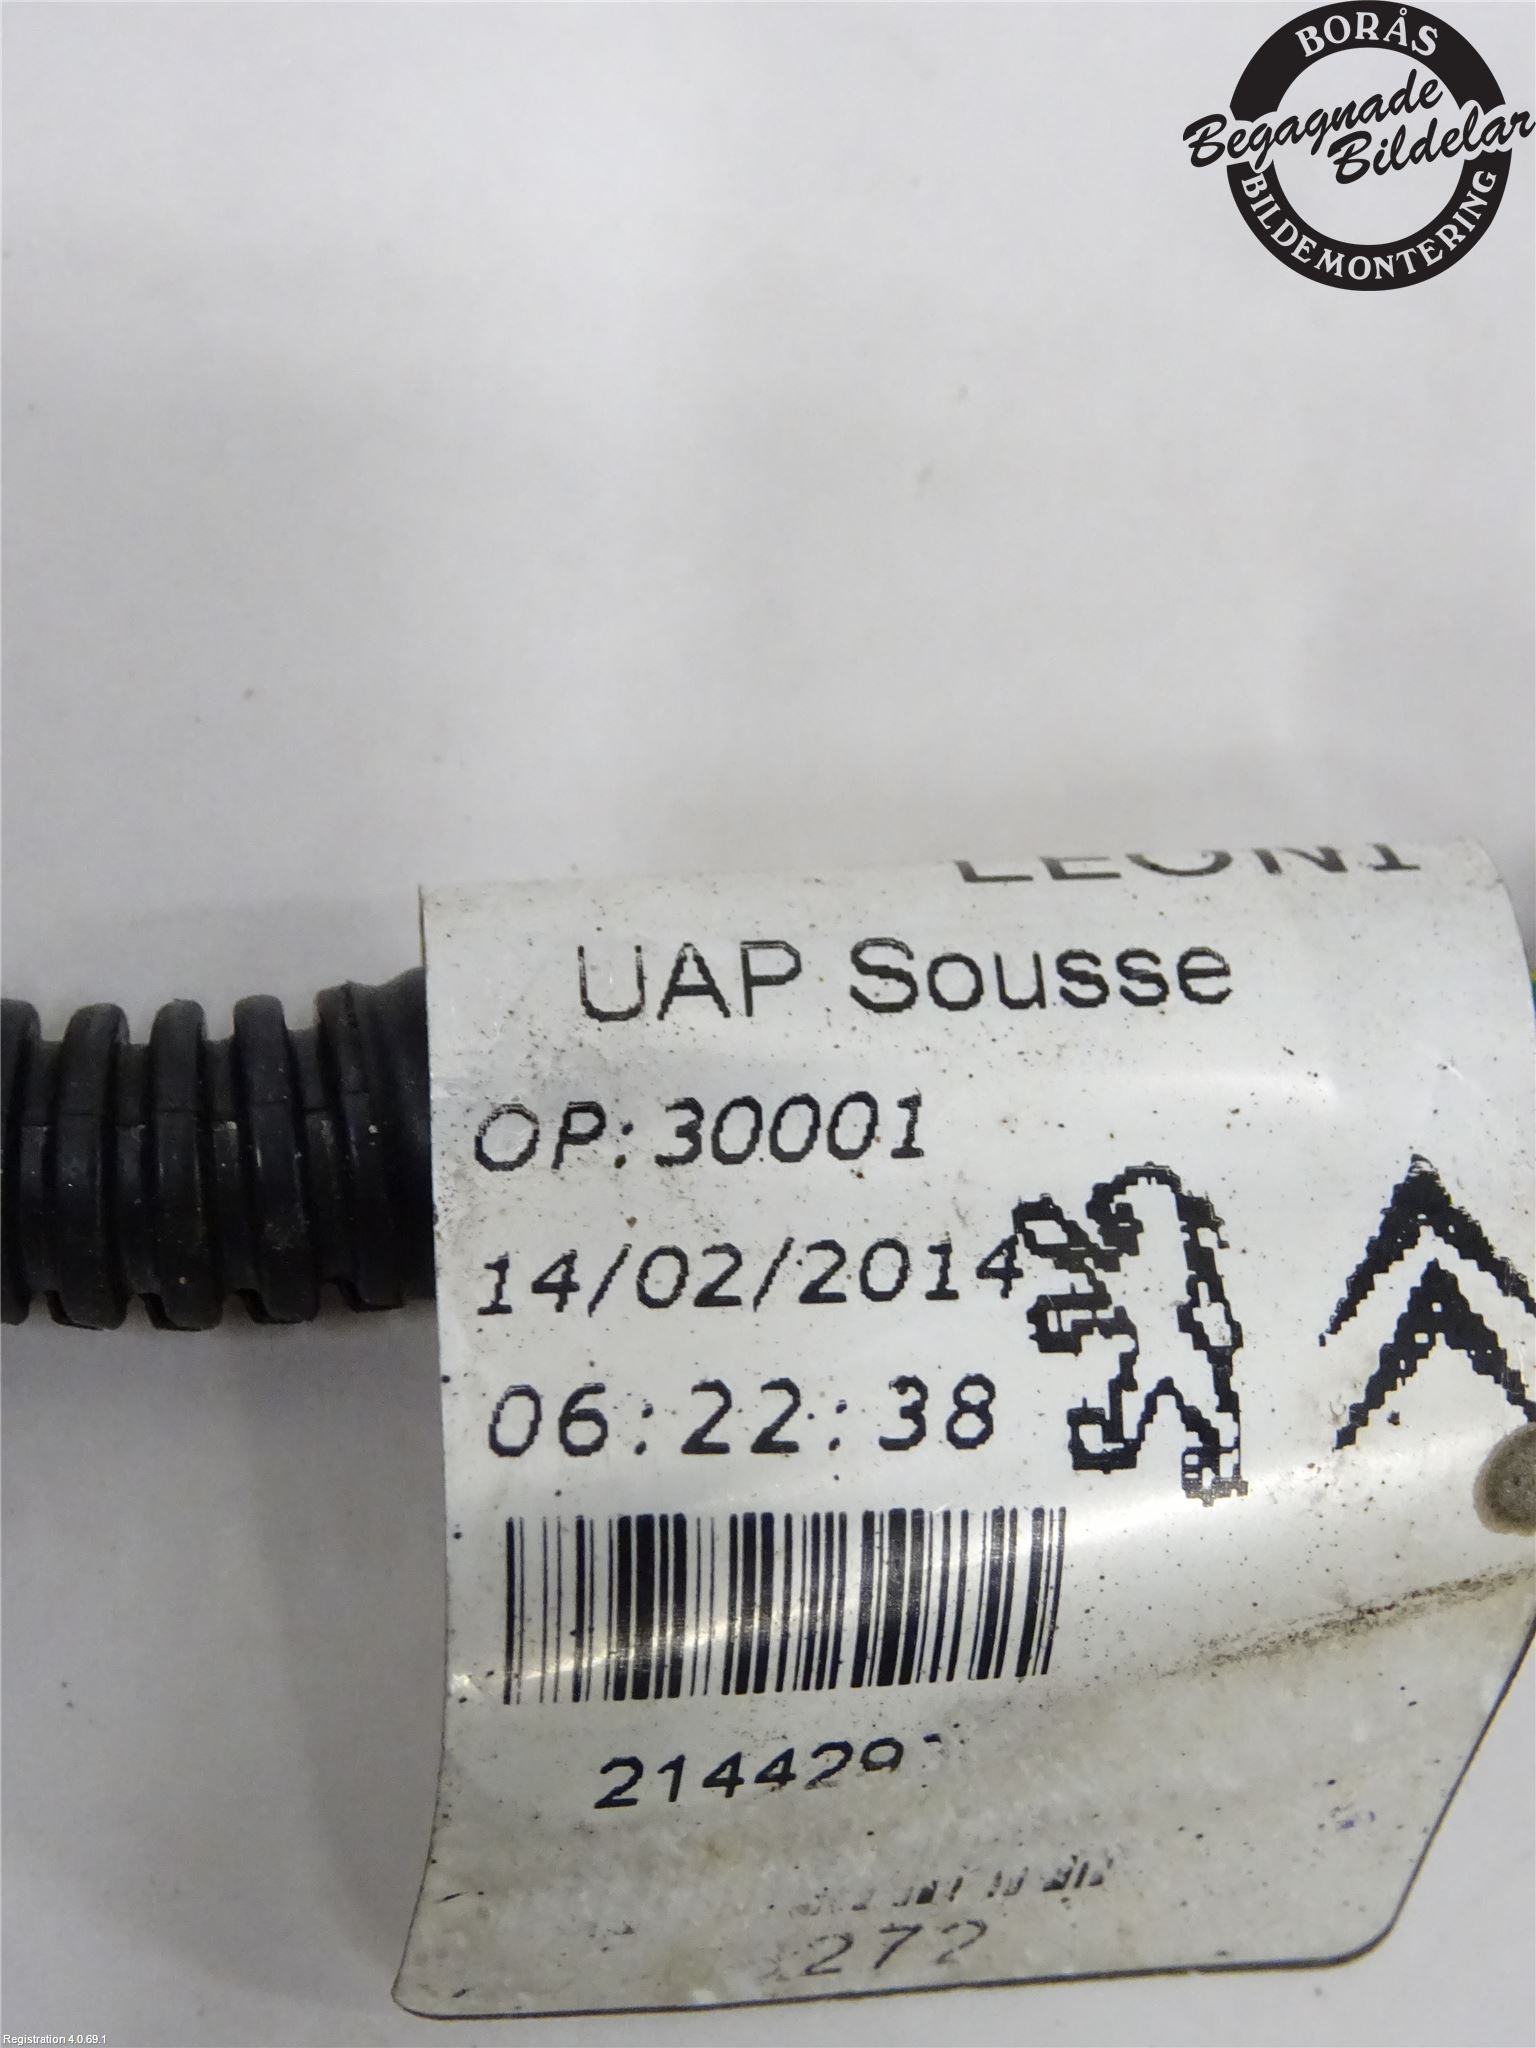 BORÅS
Begagnade
Bildelar
BILDEMONTERING
LEONI
UAP Sousse
OP:30001
14/02/2014
06:22:38
272
Registration 4.0.69.1